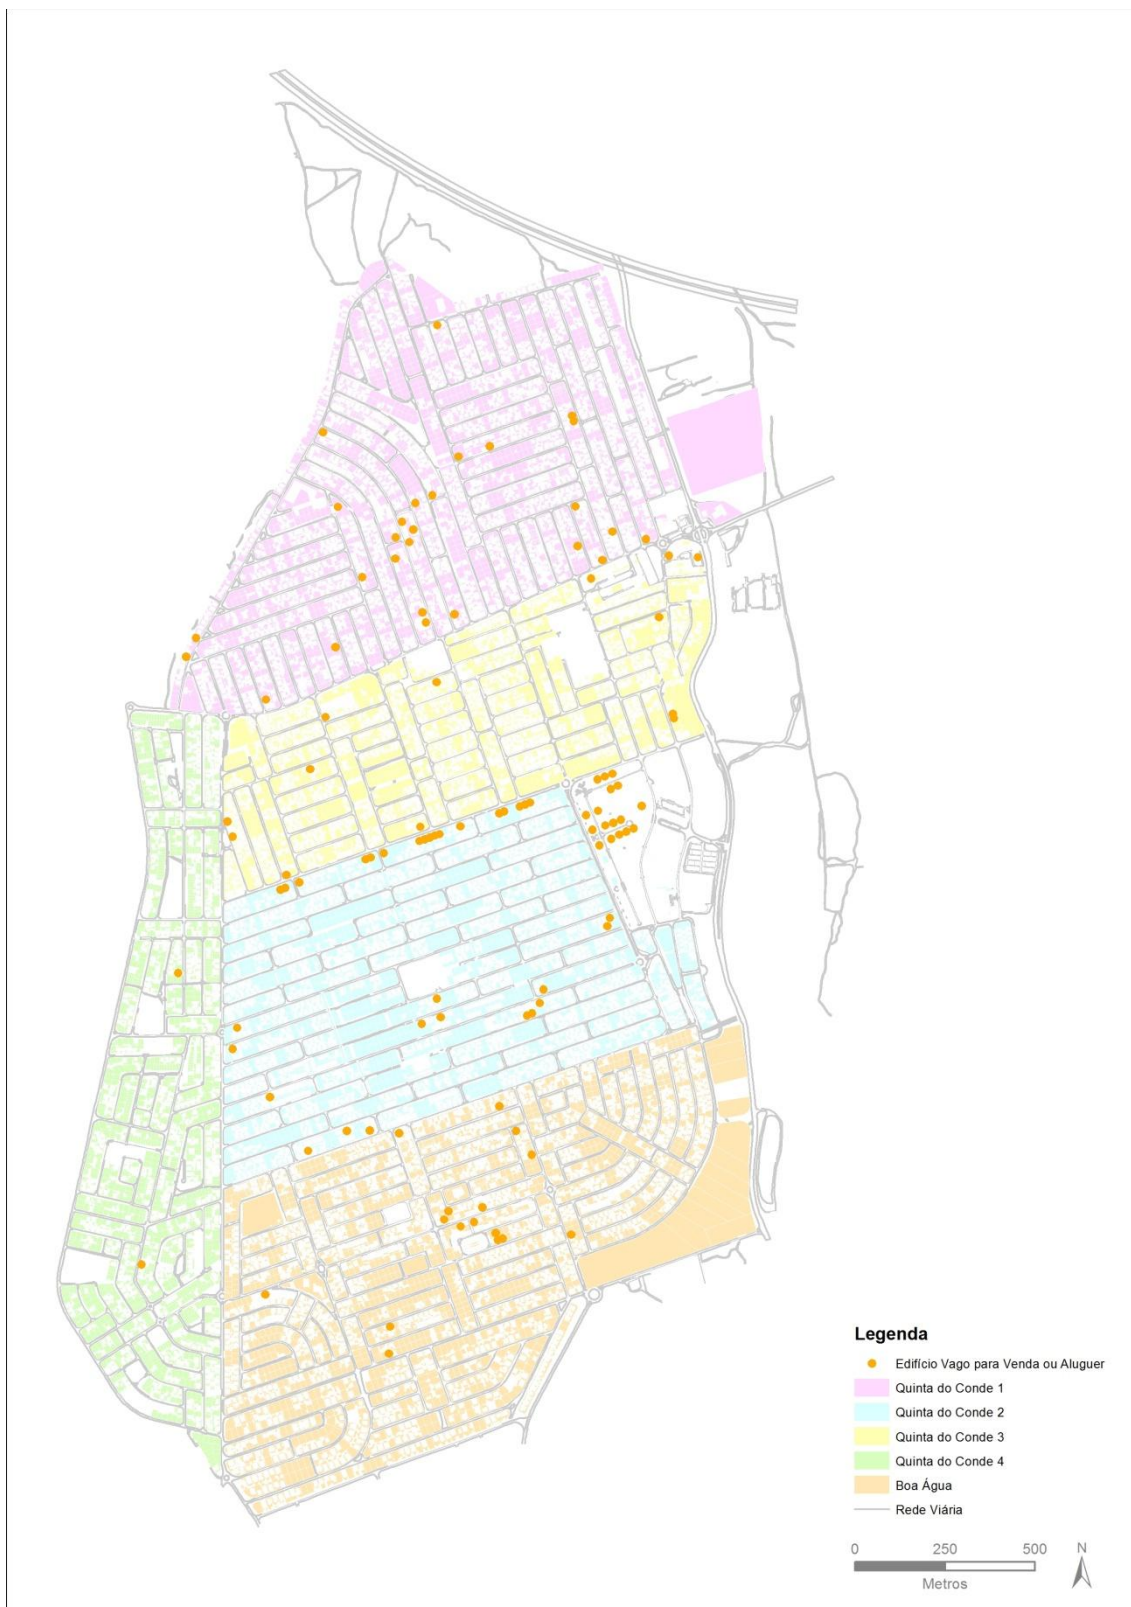 Legenda
Edifício Vago para Venda ou Aluguer
Quinta do Conde 1
Quinta do Conde 2
Quinta do Conde 3
Quinta do Conde 4
Boa Água
Rede Viária
0 250 500 N
Metros